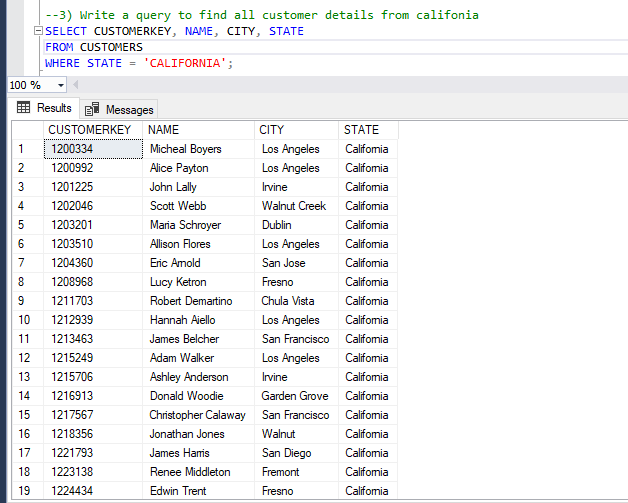 --3) Write a query to find all customer details from califonia
SELECT CUSTOMERKEY, NAME, CITY, STATE
FROM CUSTOMERS
WHERE STATE = 'CALIFORNIA';
100 %
Results Messages
CUSTOMERKEY NAME CITY STATE
1 1200334 Micheal Boyers Los Angeles California
2 1200992 Alice Payton Los Angeles California
3 1201225 John Lally Irvine California
4 1202046 Scott Webb Walnut Creek California
5 1203201 Maria Schroyer Dublin California
6 1203510 Allison Flores Los Angeles California
7 1204360 Eric Arnold San Jose California
8 1208968 Lucy Ketron Fresno California
9 1211703 Robert Demartino Chula Vista California
10 1212939 Hannah Aiello Los Angeles California
11 1213463 James Belcher San Francisco California
12 1215249 Adam Walker Los Angeles California
13 1215706 Ashley Anderson Irvine California
14 1216913 Donald Woodie Garden Grove California
15 1217567 Christopher Calaway San Francisco California
16 1218356 Jonathan Jones Walnut California
17 1221793 James Harris San Diego California
18 1223138 Renee Middleton Fremont California
19 1224434 Edwin Trent Fresno California